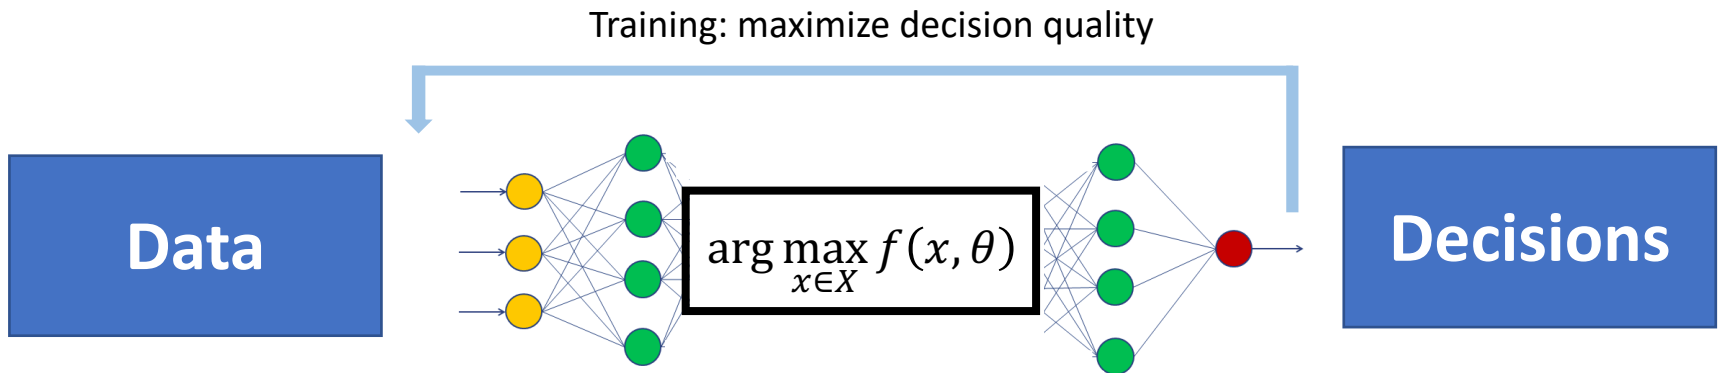 Training: maximize decision quality
Data
arg max f(x, θ)
x∈X
Decisions